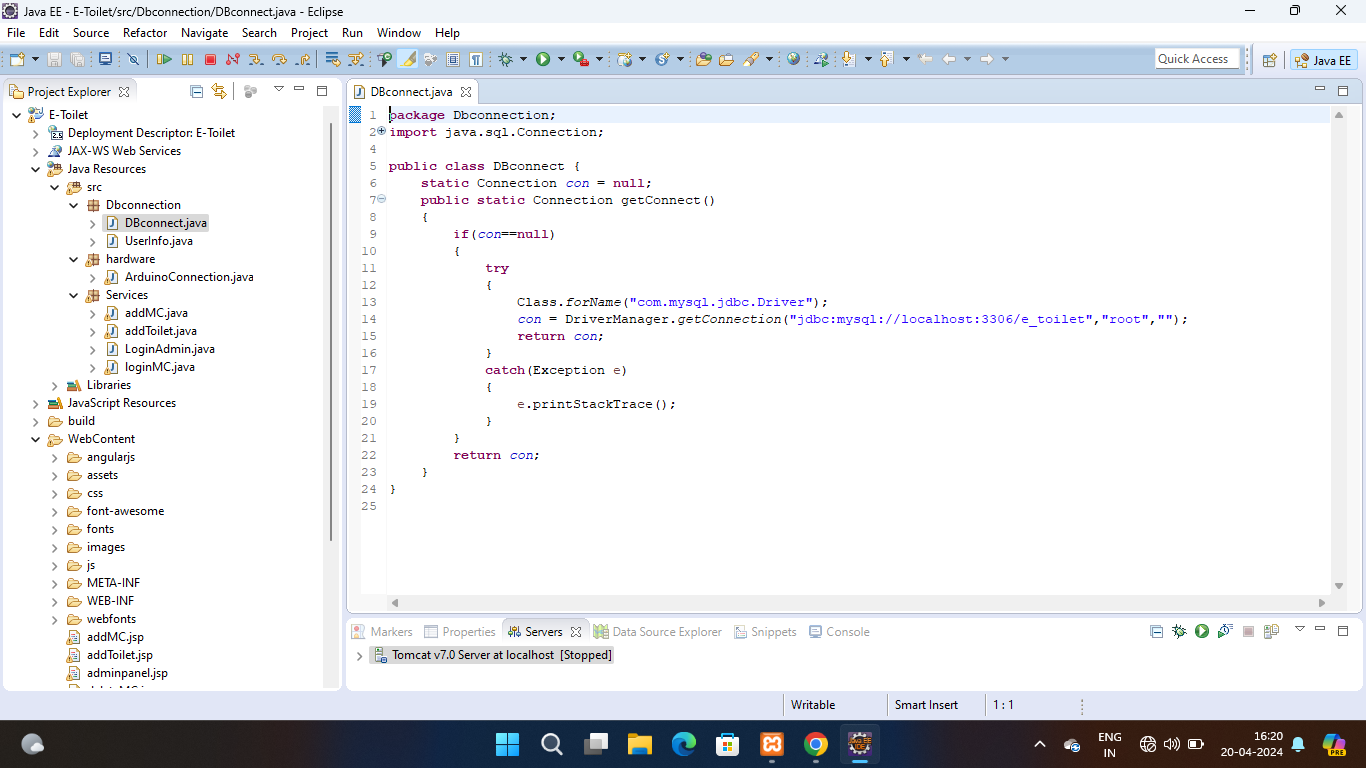 Java EE - E-Toilet/src/Dbconnection/DBconnect.java - Eclipse
File Edit Source Refactor Navigate Search Project Run Window Help
Quick Access
Java EE
Project Explorer
E-Toilet
Deployment Descriptor: E-Toilet
JAX-WS Web Services
Java Resources
src
Dbconnection
DBconnect.java
UserInfo.java
hardware
ArduinoConnection.java
Services
addMC.java
addToilet.java
LoginAdmin.java
loginMC.java
Libraries
JavaScript Resources
build
WebContent
angularjs
assets
css
font-awesome
fonts
images
js
META-INF
WEB-INF
webfonts
addMC.jsp
addToilet.jsp
adminpanel.jsp
DBconnect.java
1 package Dbconnection;
2 import java.sql.Connection;
4
5 public class DBconnect {
6 static Connection con = null;
7 public static Connection getConnect()
8 {
9 if(con==null)
10 {
11 try
12 {
13 Class.forName("com.mysql.jdbc.Driver");
14 con = DriverManager.getConnection("jdbc:mysql://localhost:3306/e_toilet","root","");
15 return con;
16 }
17 catch(Exception e)
18 {
19 e.printStackTrace();
20 }
21 }
22 return con;
23 }
24 }
25
Markers Properties Servers Data Source Explorer Snippets Console
Tomcat v7.0 Server at localhost [Stopped]
Writable Smart Insert 1 : 1
ENG
IN
16:20
20-04-2024
PRE